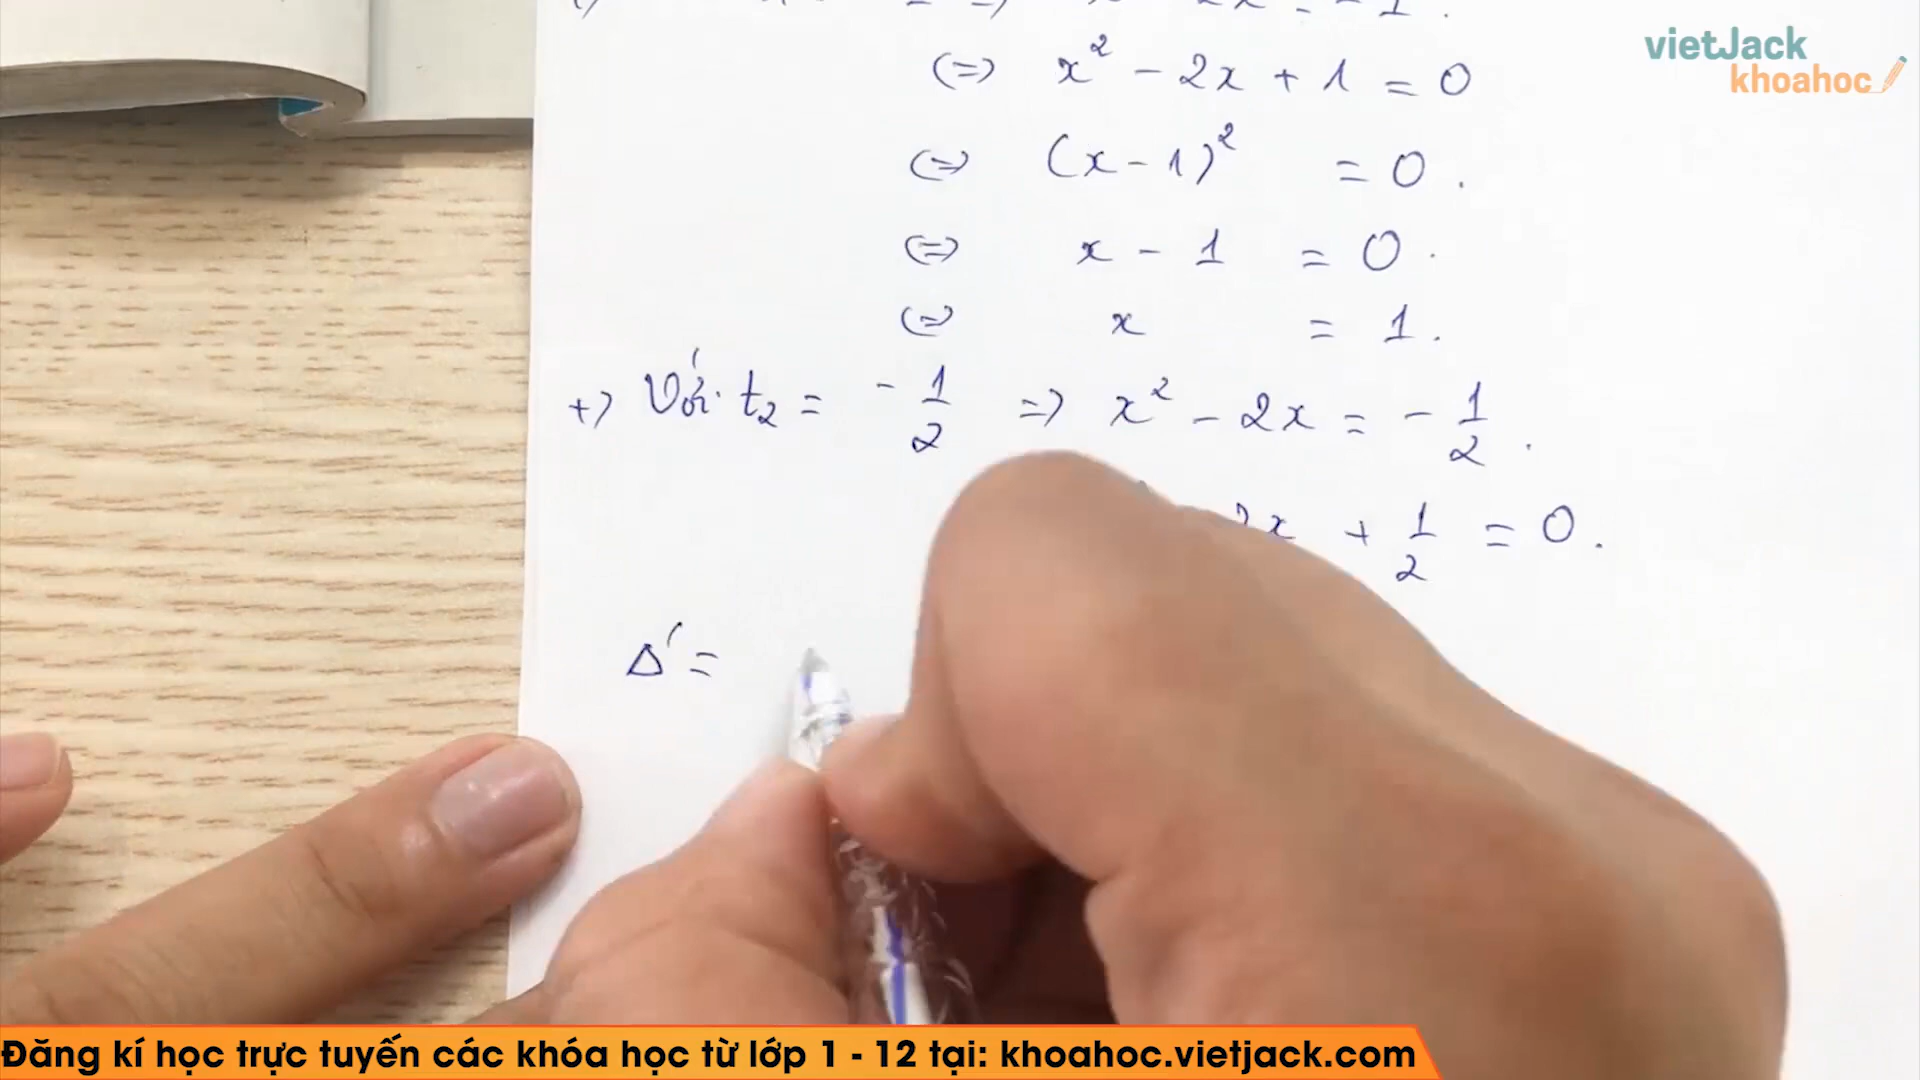 vietJack
khoahoc
(=) x² - 2x + 1 = 0
(=) (x - 1)² = 0.
(=) x - 1 = 0.
(=) x = 1.
+) Với t₂ = - 1/2 => x² - 2x = - 1/2.
2x + 1/2 = 0.
Δ' =
Đăng kí học trực tuyến các khóa học từ lớp 1 - 12 tại: khoahoc.vietjack.com